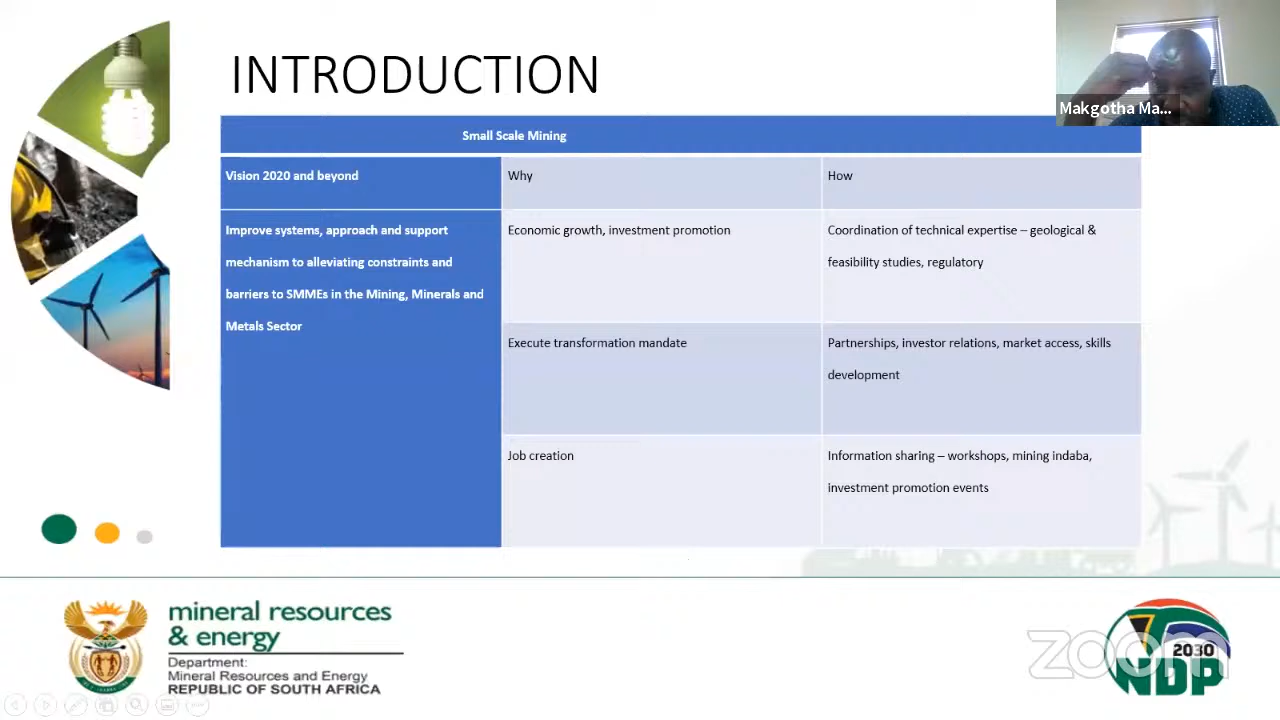 INTRODUCTION
Makgotha Ma...
Small Scale Mining
Vision 2020 and beyond
Why
How
Improve systems, approach and support
mechanism to alleviating constraints and
barriers to SMMEs in the Mining, Minerals and
Metals Sector
Economic growth, investment promotion
Coordination of technical expertise – geological &
feasibility studies, regulatory
Execute transformation mandate
Partnerships, investor relations, market access, skills
development
Job creation
Information sharing – workshops, mining indaba,
investment promotion events
mineral resources
& energy
Department:
Mineral Resources and Energy
REPUBLIC OF SOUTH AFRICA
zoom
2030
NDP